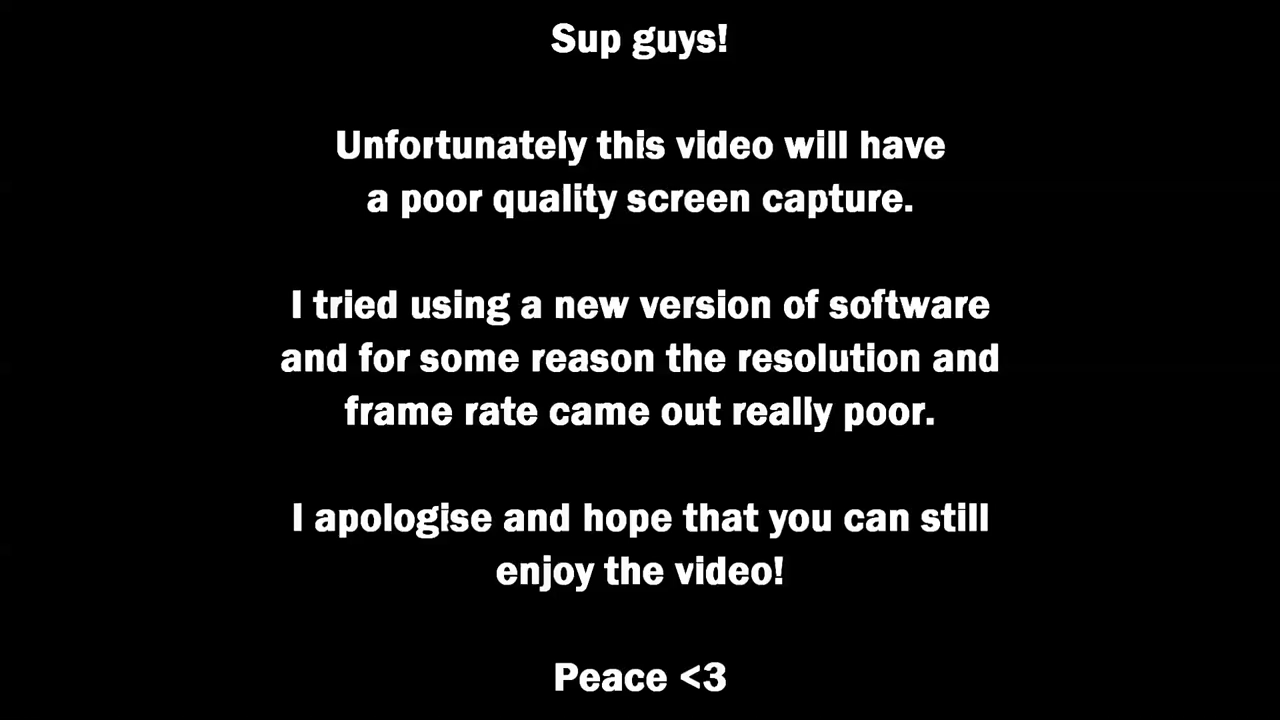 Sup guys!
Unfortunately this video will have
a poor quality screen capture.
I tried using a new version of software
and for some reason the resolution and
frame rate came out really poor.
I apologise and hope that you can still
enjoy the video!
Peace <3